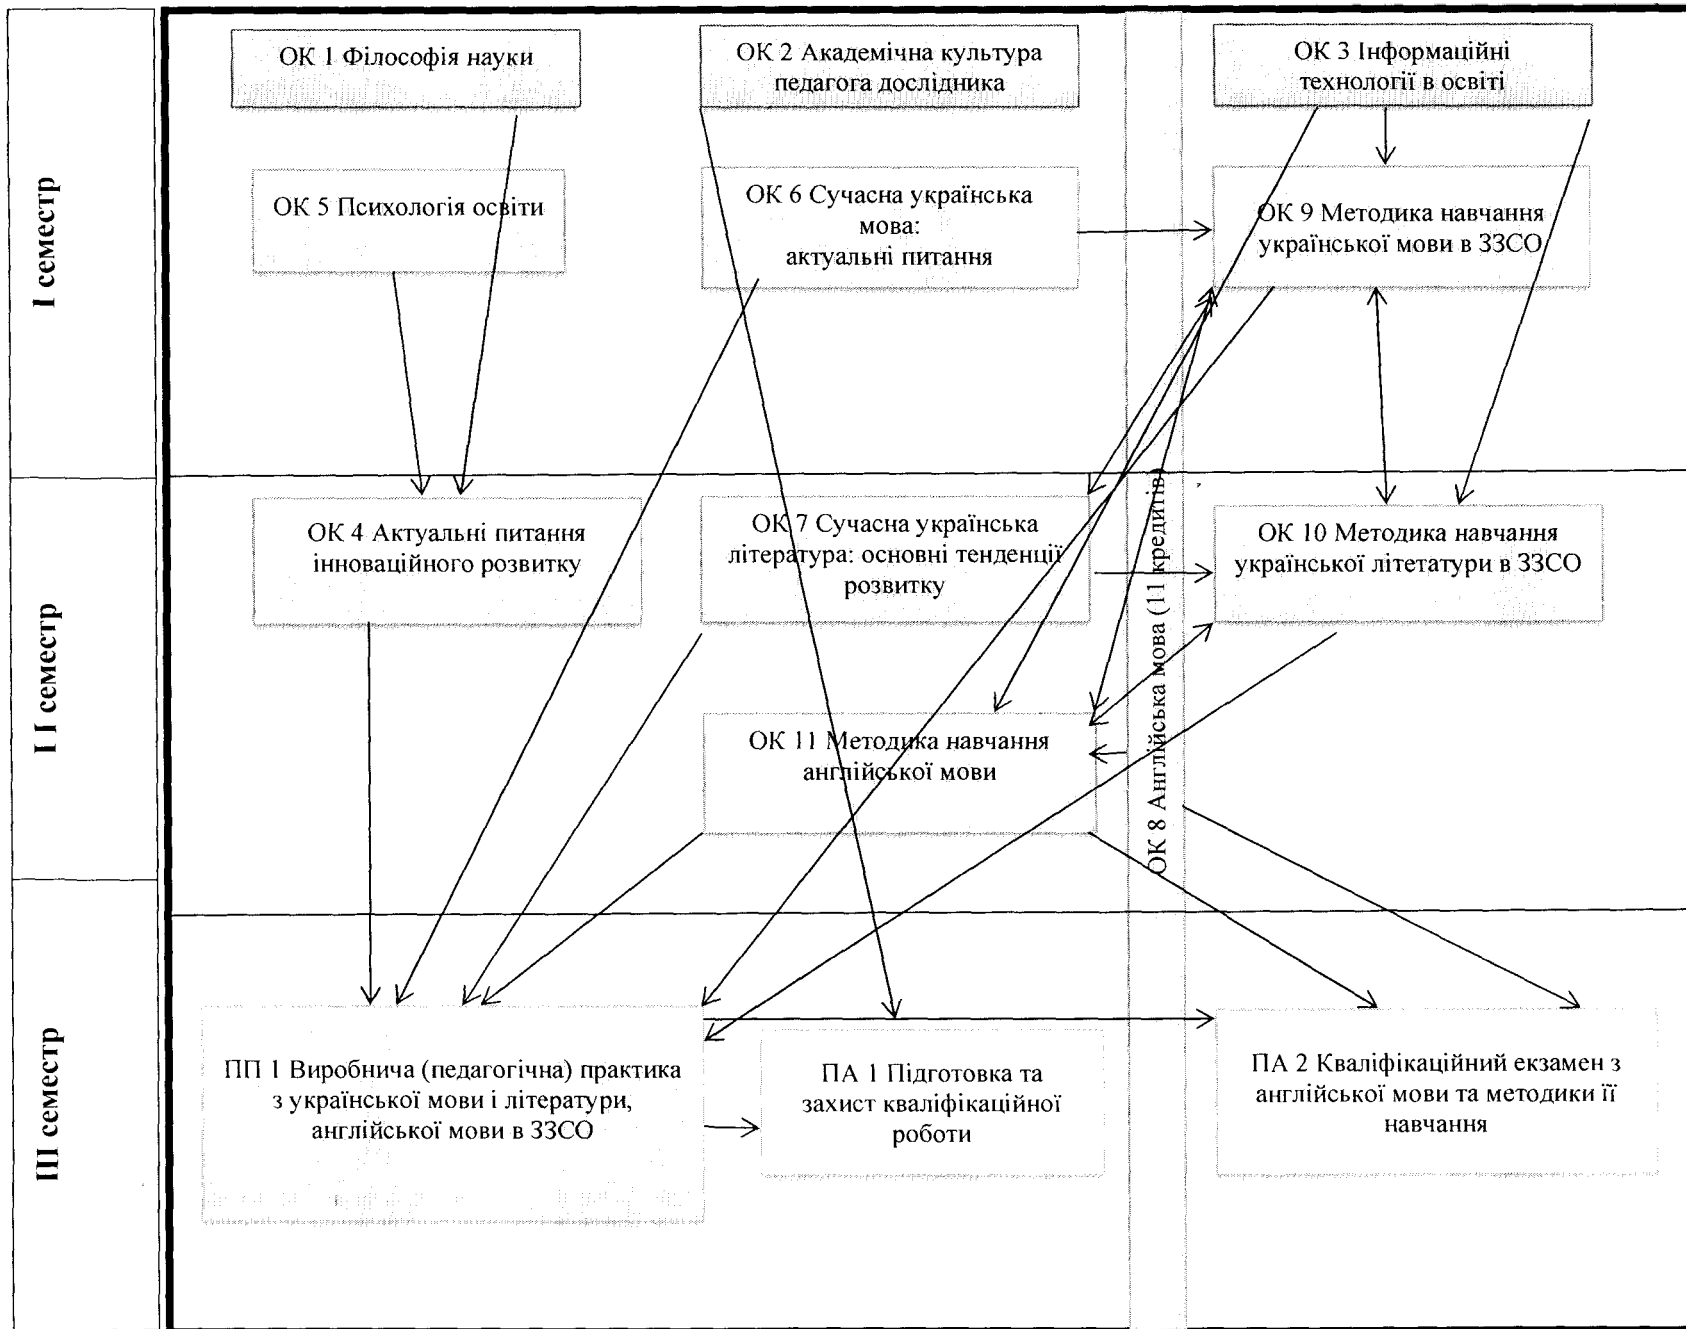 І семестр
ОК 1 Філософія науки
ОК 2 Академічна культура
педагога дослідника
ОК 3 Інформаційні
технології в освіті
ОК 5 Психологія освіти
ОК 6 Сучасна українська
мова:
актуальні питання
ОК 9 Методика навчання
української мови в ЗЗСО
І І семестр
ОК 4 Актуальні питання
інноваційного розвитку
ОК 7 Сучасна українська
література: основні тенденції
розвитку
ОК 8 Англійська мова (11 кредитів)
ОК 10 Методика навчання
української літетатури в ЗЗСО
ОК 11 Методика навчання
англійської мови
ІІІ семестр
ПП 1 Виробнича (педагогічна) практика
з української мови і літератури,
англійської мови в ЗЗСО
ПА 1 Підготовка та
захист кваліфікаційної
роботи
ПА 2 Кваліфікаційний екзамен з
англійської мови та методики її
навчання